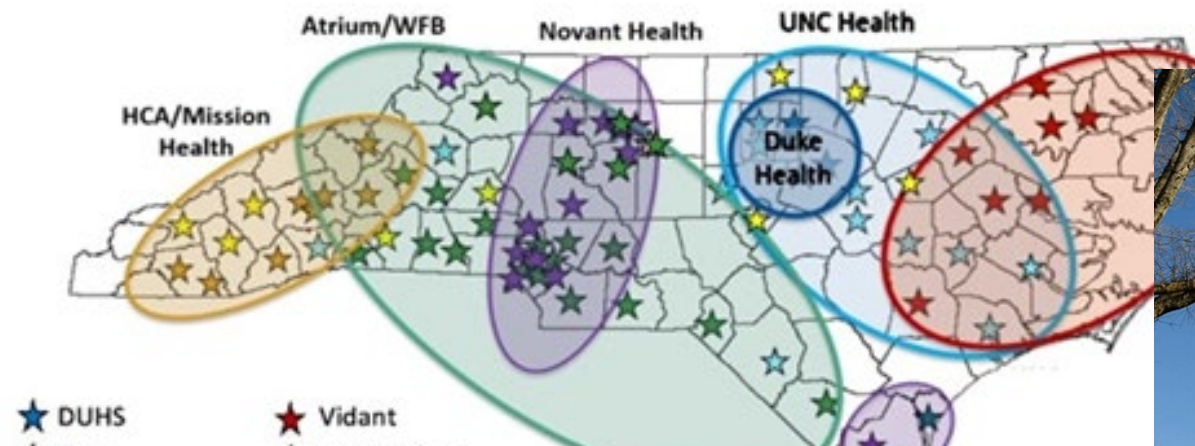 Atrium/WFB
Novant Health
UNC Health
HCA/Mission
Health
Duke
Health
DUHS
Vidant